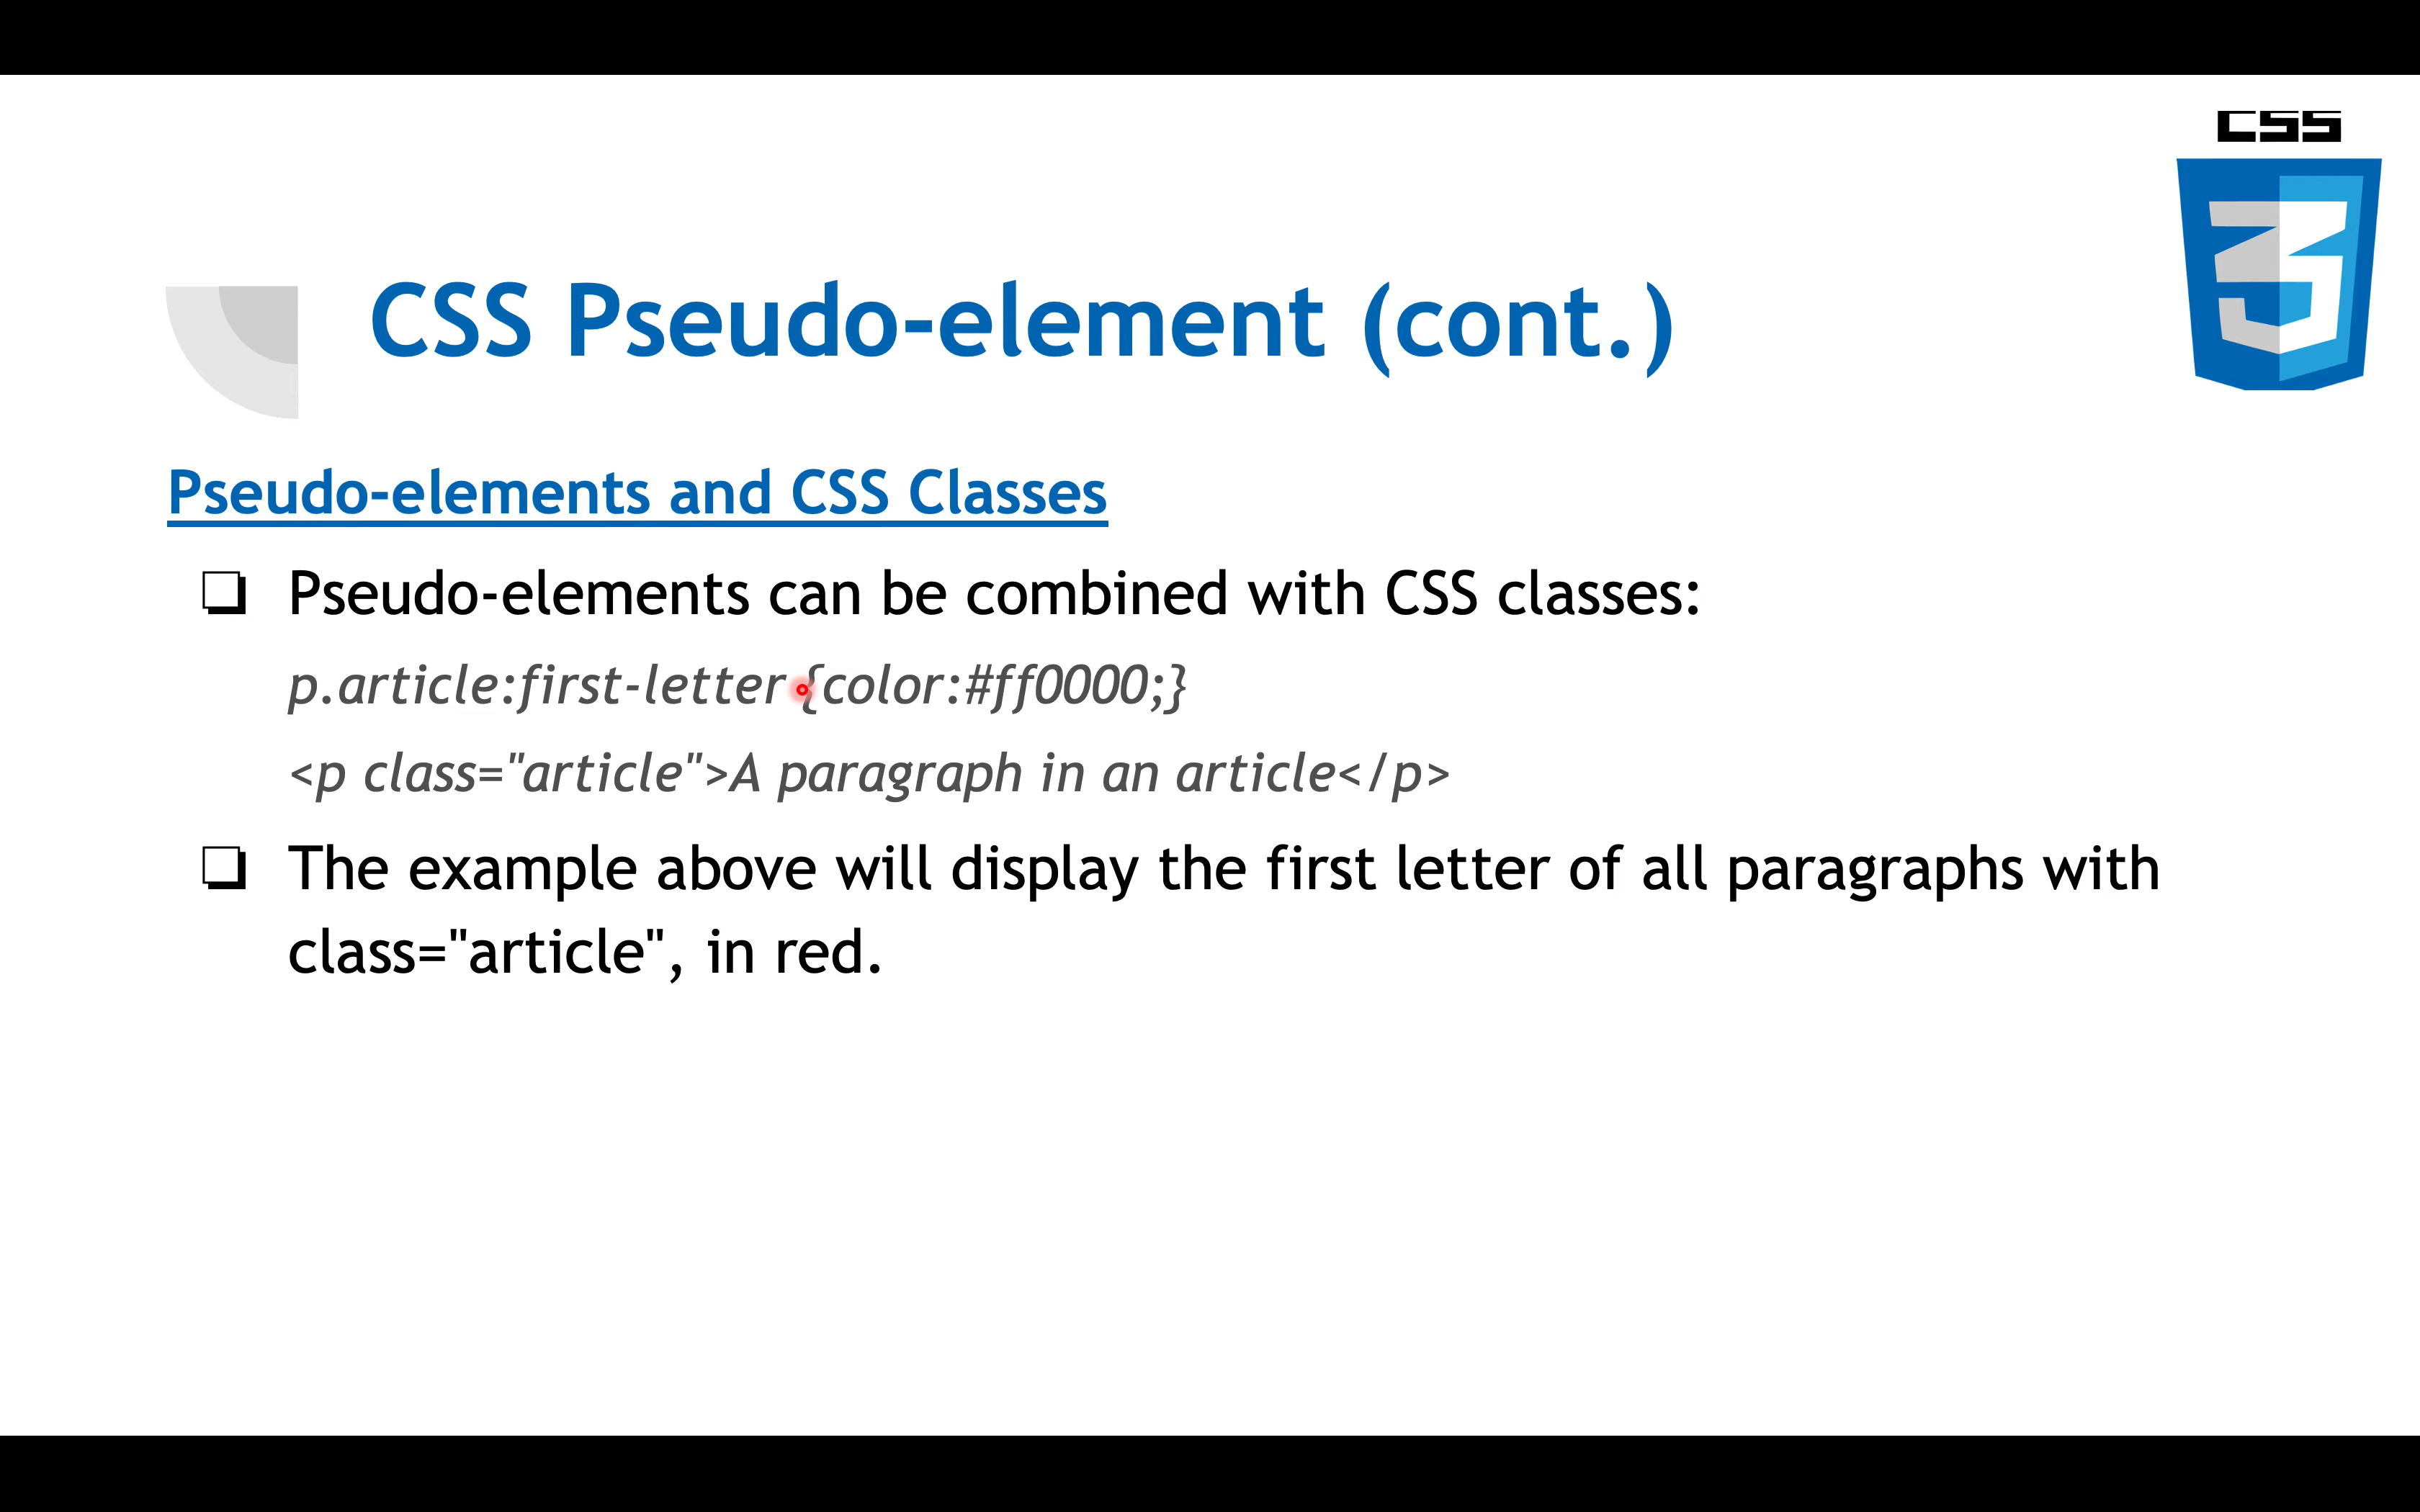 CSS
3
CSS Pseudo-element (cont.)
Pseudo-elements and CSS Classes
Pseudo-elements can be combined with CSS classes:
p.article:first-letter {color:#ff0000;}
<p class="article">A paragraph in an article</p>
The example above will display the first letter of all paragraphs with
class="article", in red.